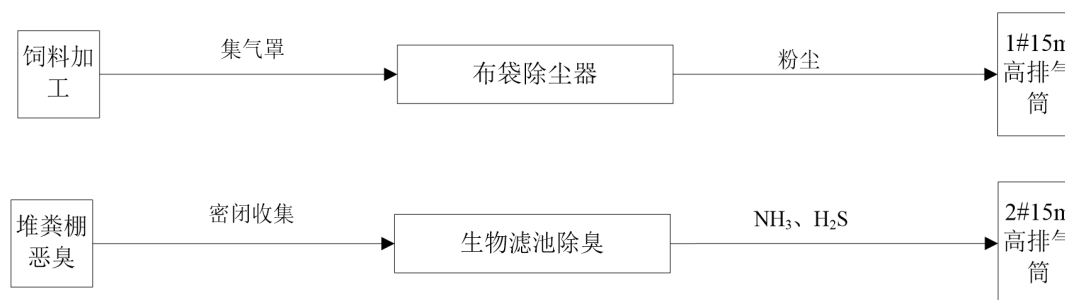 饲料加
工
集气罩
布袋除尘器
粉尘
1#15m
高排气
筒
堆粪棚
恶臭
密闭收集
生物滤池除臭
NH₃、H₂S
2#15m
高排气
筒